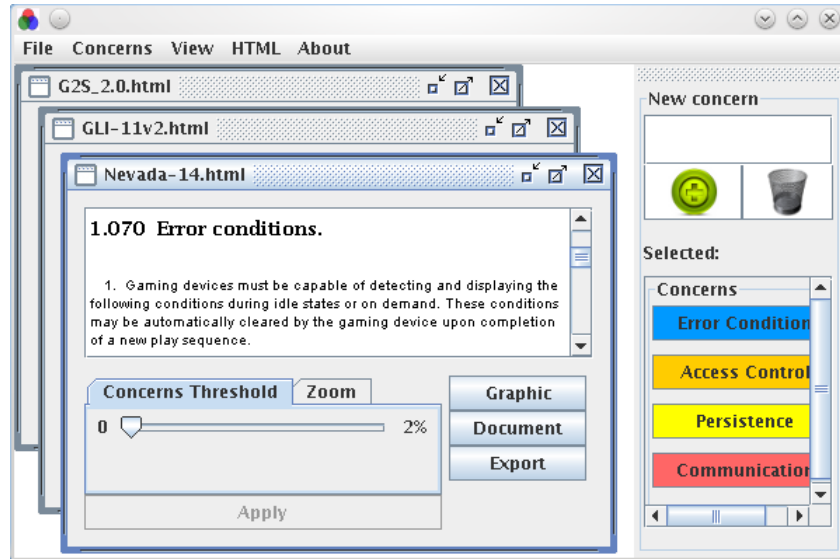 File Concerns View HTML About
G2S_2.0.html
GLI-11v2.html
Nevada-14.html
1.070 Error conditions.
1. Gaming devices must be capable of detecting and displaying the
following conditions during idle states or on demand. These conditions
may be automatically cleared by the gaming device upon completion
of a new play sequence.
Concerns Threshold Zoom
0 2%
Apply
Graphic
Document
Export
New concern
Selected:
Concerns
Error Condition
Access Control
Persistence
Communication